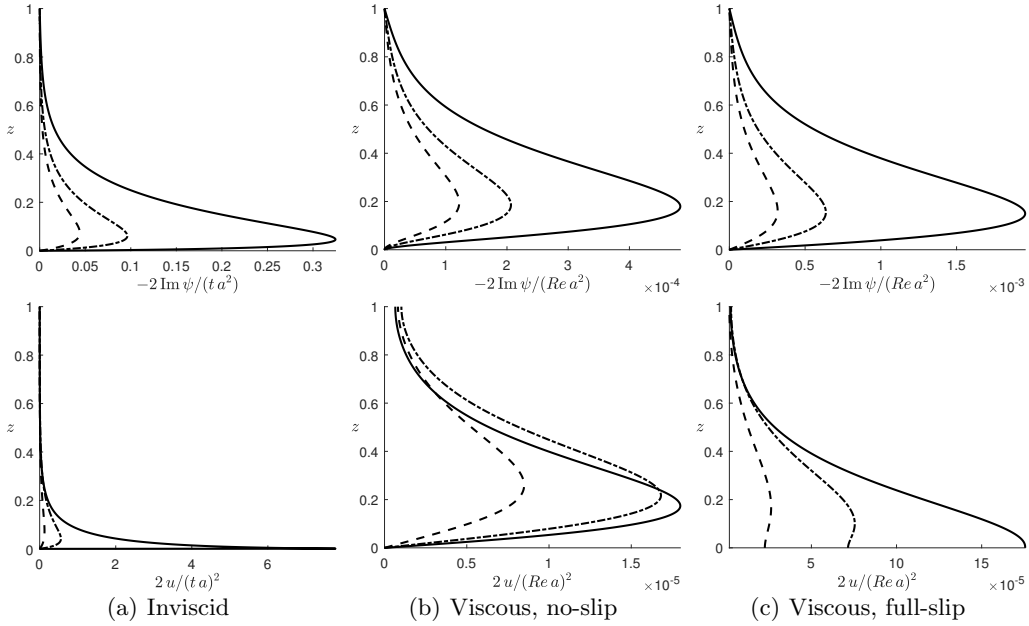 1
0.8
0.6
z
0.4
0.2
0
0 0.05 0.1 0.15 0.2 0.25 0.3
−2 Im ψ/(t a²)
1
0.8
0.6
z
0.4
0.2
0
0 1 2 3 4
−2 Im ψ/(Re a²)
×10⁻⁴
1
0.8
0.6
z
0.4
0.2
0
0 0.5 1 1.5
−2 Im ψ/(Re a²)
×10⁻³
1
0.8
0.6
z
0.4
0.2
0
0 2 4 6
2 u/(t a)²
(a) Inviscid
1
0.8
0.6
z
0.4
0.2
0
0 0.5 1 1.5
2 u/(Re a)²
×10⁻⁵
(b) Viscous, no-slip
1
0.8
0.6
z
0.4
0.2
0
5 10 15
2 u/(Re a)²
×10⁻⁵
(c) Viscous, full-slip